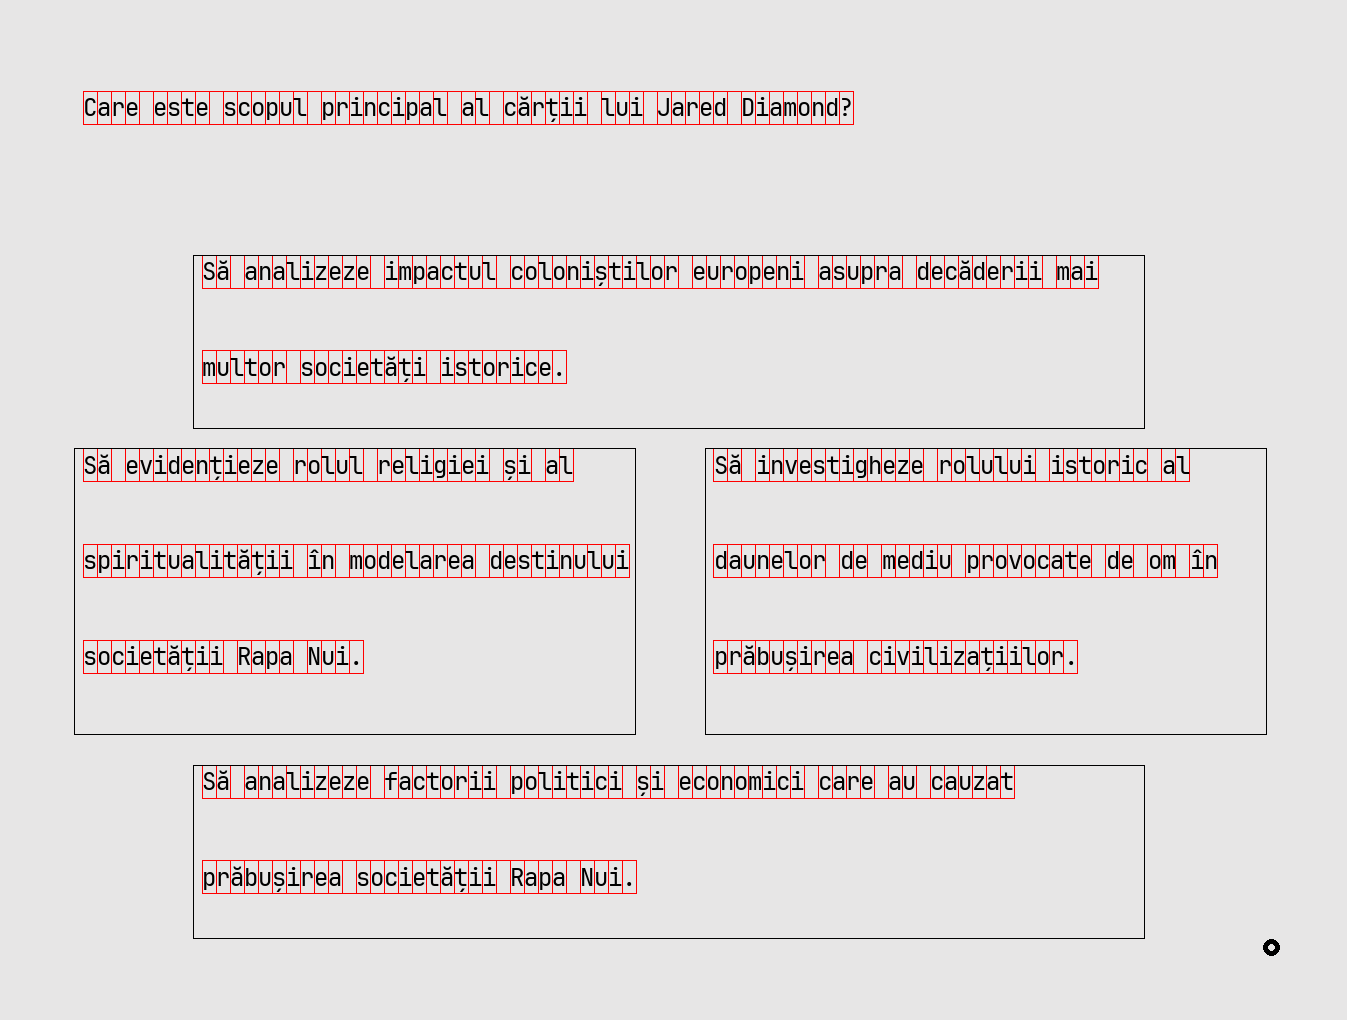 Care este scopul principal al cărții lui Jared Diamond?
Să analizeze impactul coloniștilor europeni asupra decăderii mai
multor societăți istorice.
Să evidențieze rolul religiei și al
spiritualității în modelarea destinului
societății Rapa Nui.
Să investigheze rolului istoric al
daunelor de mediu provocate de om în
prăbușirea civilizațiilor.
Să analizeze factorii politici și economici care au cauzat
prăbușirea societății Rapa Nui.